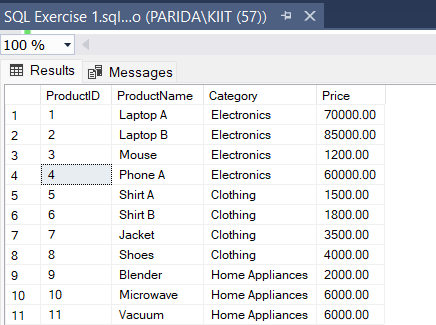 SQL Exercise 1.sql...o (PARIDA\KIIT (57))
100 %
Results Messages
ProductID ProductName Category Price
1 1 Laptop A Electronics 70000.00
2 2 Laptop B Electronics 85000.00
3 3 Mouse Electronics 1200.00
4 4 Phone A Electronics 60000.00
5 5 Shirt A Clothing 1500.00
6 6 Shirt B Clothing 1800.00
7 7 Jacket Clothing 3500.00
8 8 Shoes Clothing 4000.00
9 9 Blender Home Appliances 2000.00
10 10 Microwave Home Appliances 6000.00
11 11 Vacuum Home Appliances 6000.00